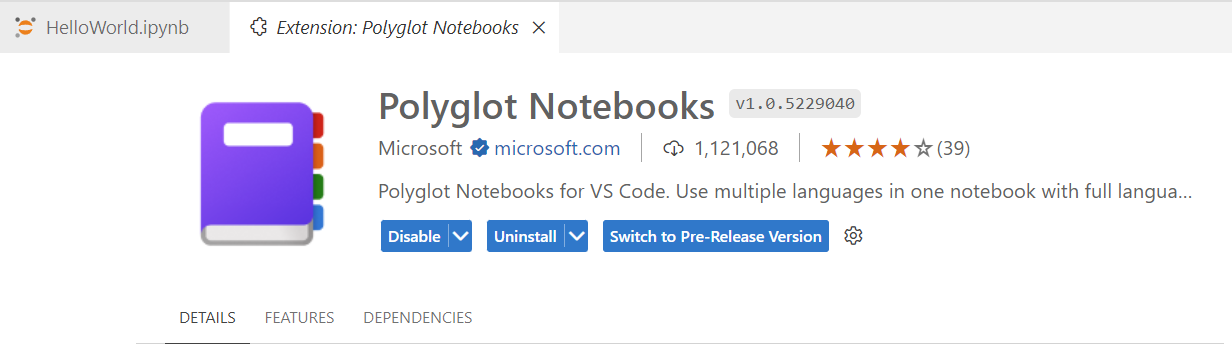 HelloWorld.ipynb Extension: Polyglot Notebooks
Polyglot Notebooks v1.0.5229040
Microsoft microsoft.com 1,121,068 (39)
Polyglot Notebooks for VS Code. Use multiple languages in one notebook with full langua...
Disable Uninstall Switch to Pre-Release Version
DETAILS FEATURES DEPENDENCIES